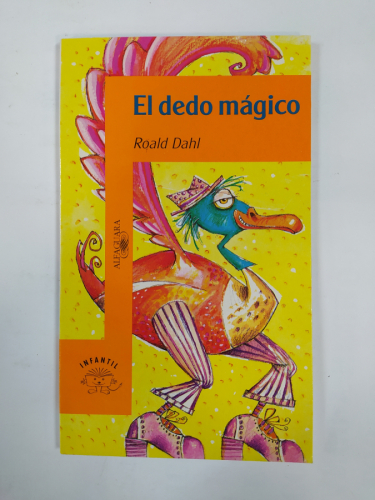 El dedo mágico
Roald Dahl
ALFAGUARA
INFANTIL